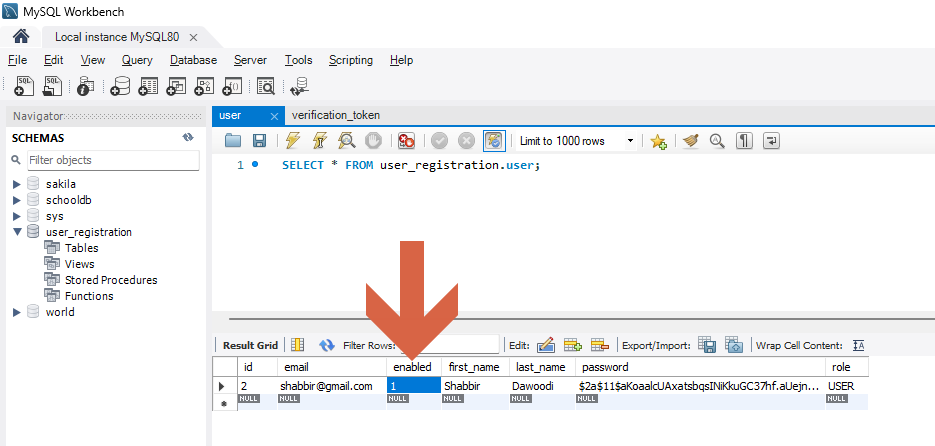 MySQL Workbench
Local instance MySQL80
File Edit View Query Database Server Tools Scripting Help
Navigator
SCHEMAS
Filter objects
sakila
schooldb
sys
user_registration
Tables
Views
Stored Procedures
Functions
world
user verification_token
Limit to 1000 rows
1 SELECT * FROM user_registration.user;
Result Grid Filter Rows: Edit: Export/Import: Wrap Cell Content: IA
id email enabled first_name last_name password role
2 shabbir@gmail.com 1 Shabbir Dawoodi $2a$11$aKoaalcUAxatsbqsINiKkuGC37hf.aUejn... USER
NULL NULL NULL NULL NULL NULL NULL